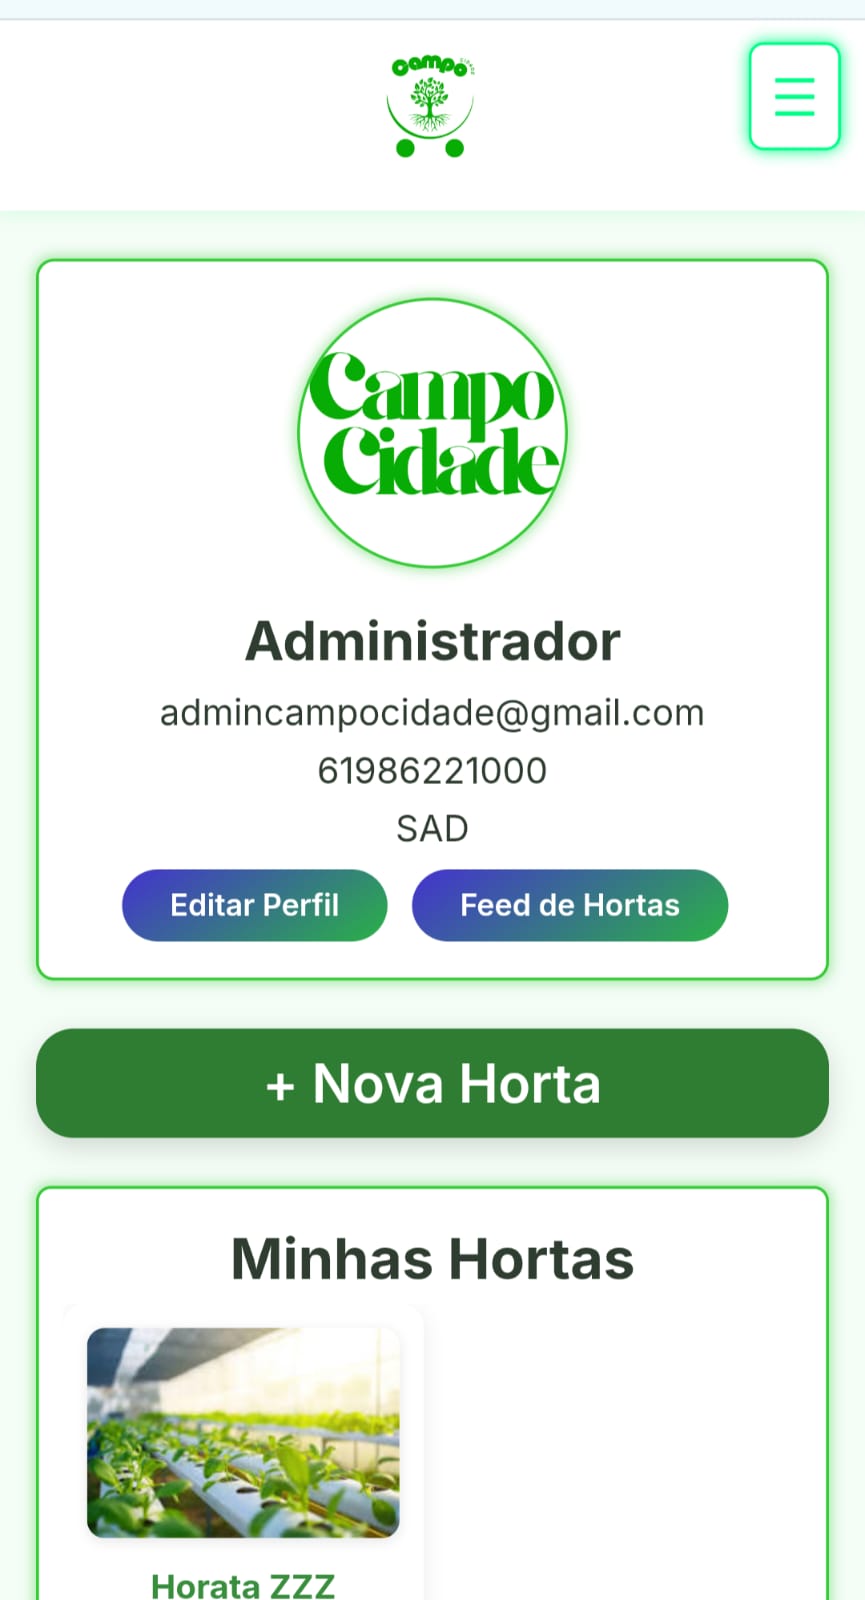 Campo
CIDADE
Campo
Cidade
Administrador
admincampocidade@gmail.com
61986221000
SAD
Editar Perfil
Feed de Hortas
+ Nova Horta
Minhas Hortas
Horata ZZZ